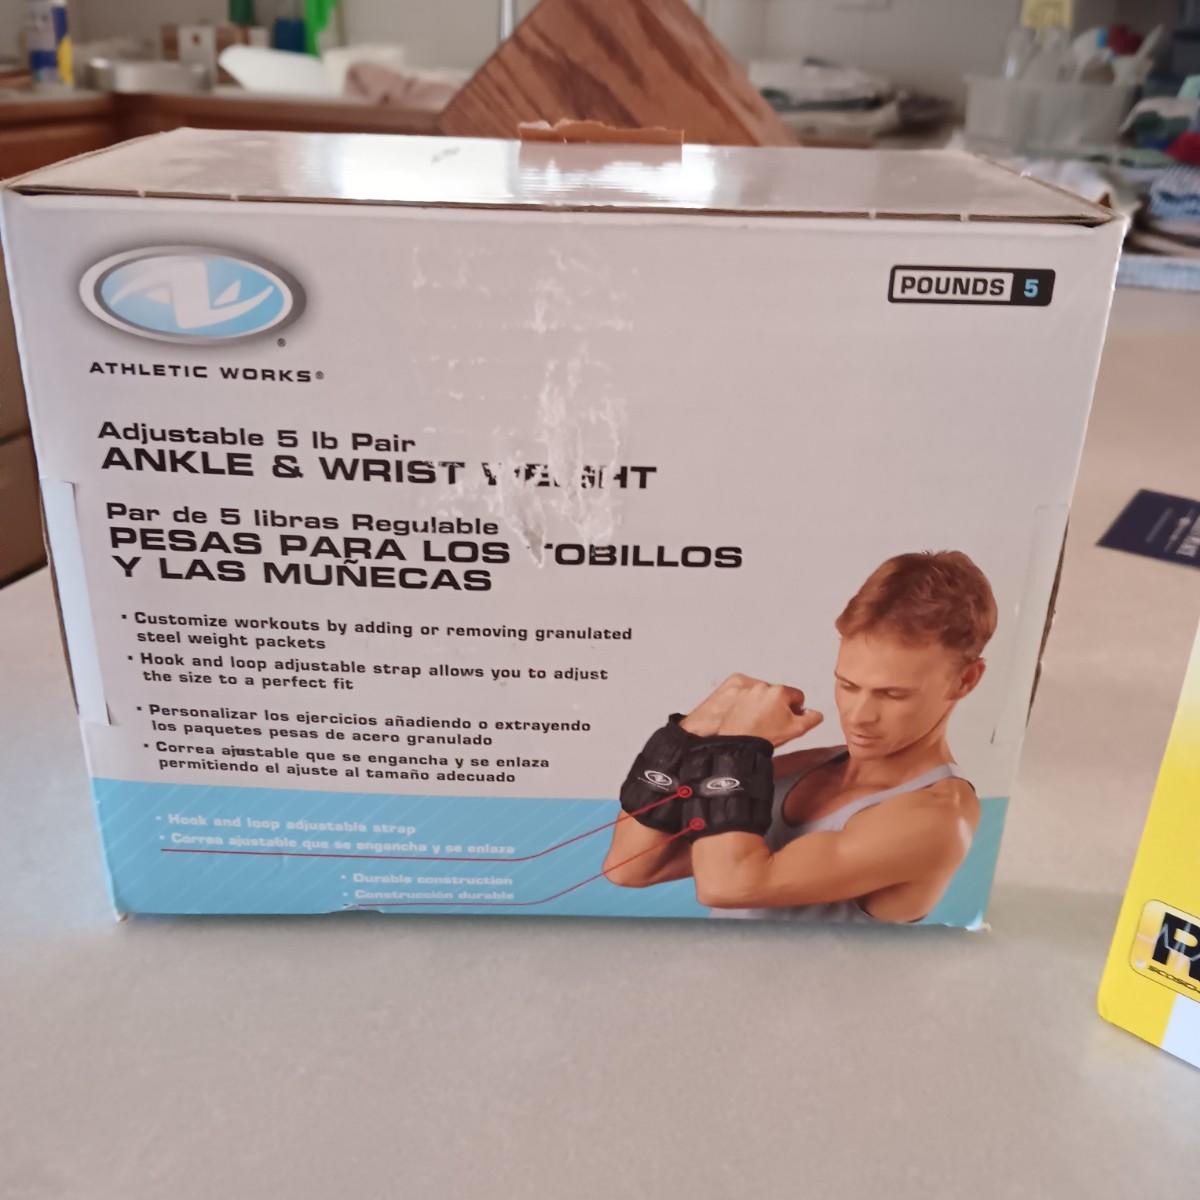 POUNDS 5
ATHLETIC WORKS®
Adjustable 5 lb Pair
ANKLE & WRIST WEIGHT
Par de 5 libras Regulable
PESAS PARA LOS TOBILLOS
Y LAS MUÑECAS
• Customize workouts by adding or removing granulated
steel weight packets
• Hook and loop adjustable strap allows you to adjust
the size to a perfect fit
• Personalizar los ejercicios añadiendo o extrayendo
los paquetes pesas de acero granulado
• Correa ajustable que se engancha y se enlaza
permitiendo el ajuste al tamaño adecuado
• Hook and loop adjustable strap
• Correa ajustable que se engancha y se enlaza
• Durable construction
• Construcción durable